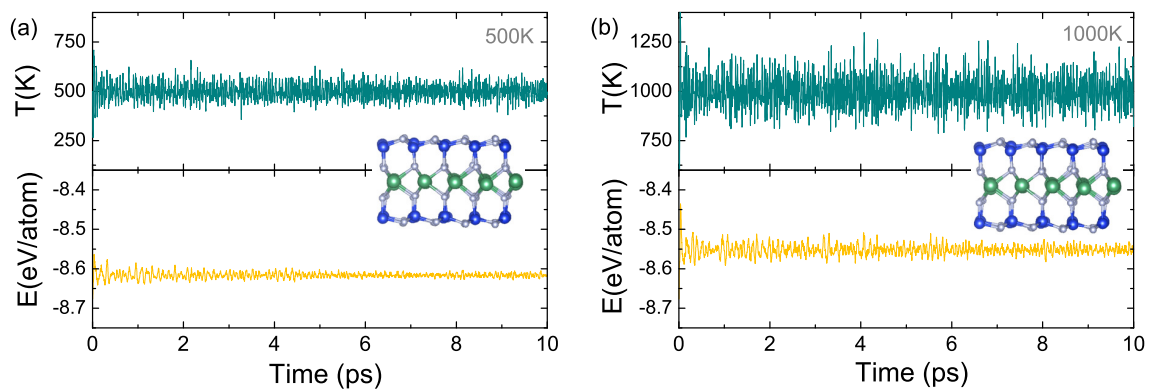 (a)
500K
T(K)
750
500
250
E(eV/atom)
-8.4
-8.5
-8.6
-8.7
0 2 4 6 8 10
Time (ps)
(b)
1000K
T(K)
1250
1000
750
E(eV/atom)
-8.4
-8.5
-8.6
-8.7
0 2 4 6 8 10
Time (ps)